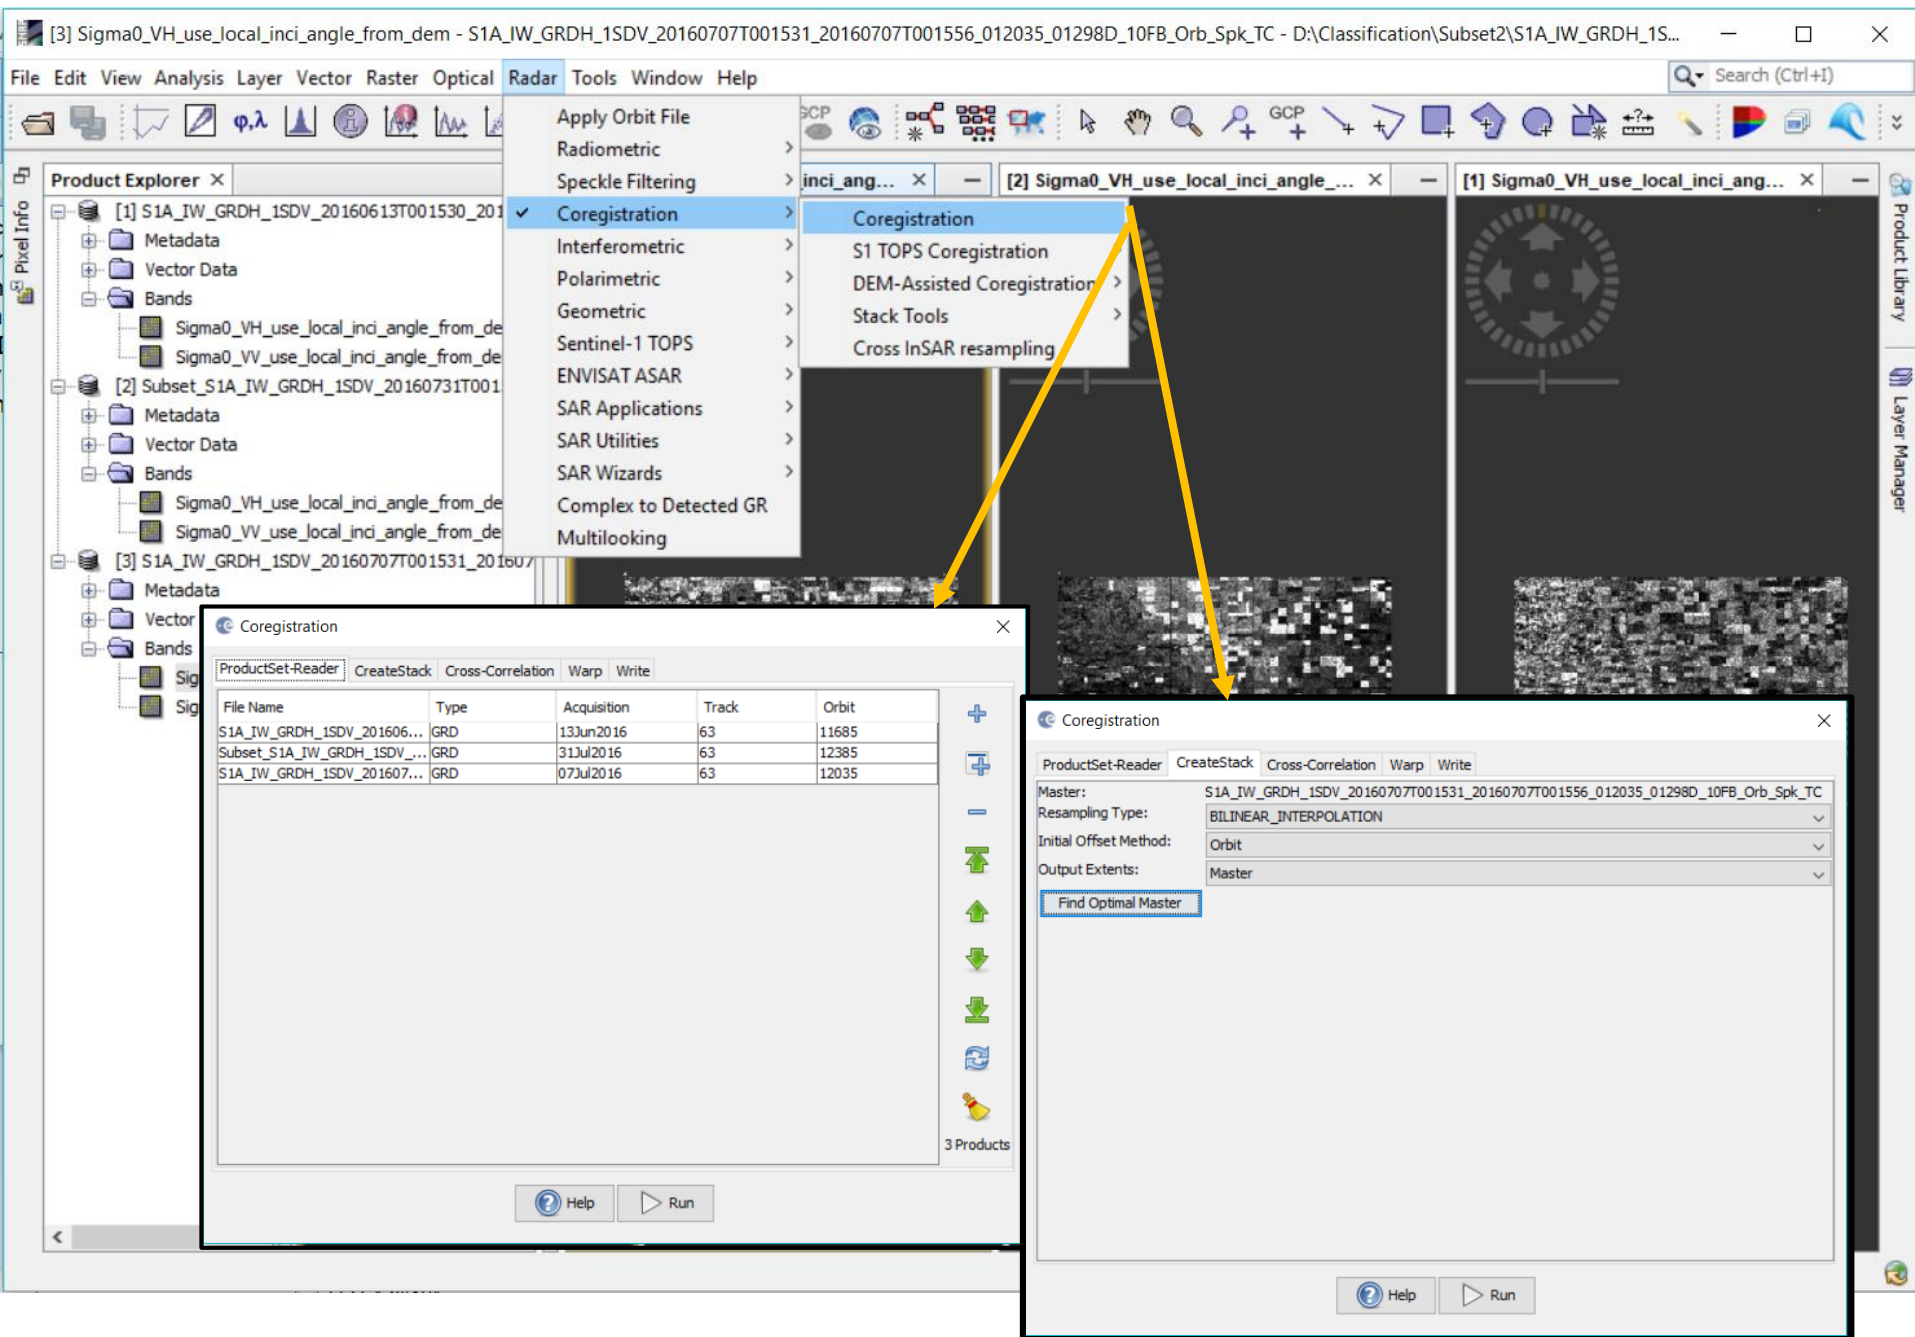 [3] Sigma0_VH_use_local_inci_angle_from_dem - S1A_IW_GRDH_1SDV_20160707T001531_20160707T001556_012035_01298D_10FB_Orb_Spk_TC - D:\Classification\Subset2\S1A_IW_GRDH_1S...
File Edit View Analysis Layer Vector Raster Optical Radar Tools Window Help
Search (Ctrl+I)
φ,λ
GCP
GCP
Pixel Info
Product Explorer
[1] S1A_IW_GRDH_1SDV_20160613T001530_201
Metadata
Vector Data
Bands
Sigma0_VH_use_local_inci_angle_from_de
Sigma0_VV_use_local_inci_angle_from_de
[2] Subset_S1A_IW_GRDH_1SDV_20160731T001
Metadata
Vector Data
Bands
Sigma0_VH_use_local_inci_angle_from_de
Sigma0_VV_use_local_inci_angle_from_de
[3] S1A_IW_GRDH_1SDV_20160707T001531_201607
Metadata
Vector
Bands
Sig
Sig
Apply Orbit File
Radiometric
Speckle Filtering
Coregistration
Interferometric
Polarimetric
Geometric
Sentinel-1 TOPS
ENVISAT ASAR
SAR Applications
SAR Utilities
SAR Wizards
Complex to Detected GR
Multilooking
Coregistration
S1 TOPS Coregistration
DEM-Assisted Coregistration
Stack Tools
Cross InSAR resampling
inci_ang...
[2] Sigma0_VH_use_local_inci_angle_...
[1] Sigma0_VH_use_local_inci_ang...
Product Library
Layer Manager
Coregistration
ProductSet-Reader CreateStack Cross-Correlation Warp Write
File Name Type Acquisition Track Orbit
S1A_IW_GRDH_1SDV_201606... GRD 13Jun2016 63 11685
Subset_S1A_IW_GRDH_1SDV_... GRD 31Jul2016 63 12385
S1A_IW_GRDH_1SDV_201607... GRD 07Jul2016 63 12035
3 Products
Help Run
Coregistration
ProductSet-Reader CreateStack Cross-Correlation Warp Write
Master: S1A_IW_GRDH_1SDV_20160707T001531_20160707T001556_012035_01298D_10FB_Orb_Spk_TC
Resampling Type: BILINEAR_INTERPOLATION
Initial Offset Method: Orbit
Output Extents: Master
Find Optimal Master
Help Run